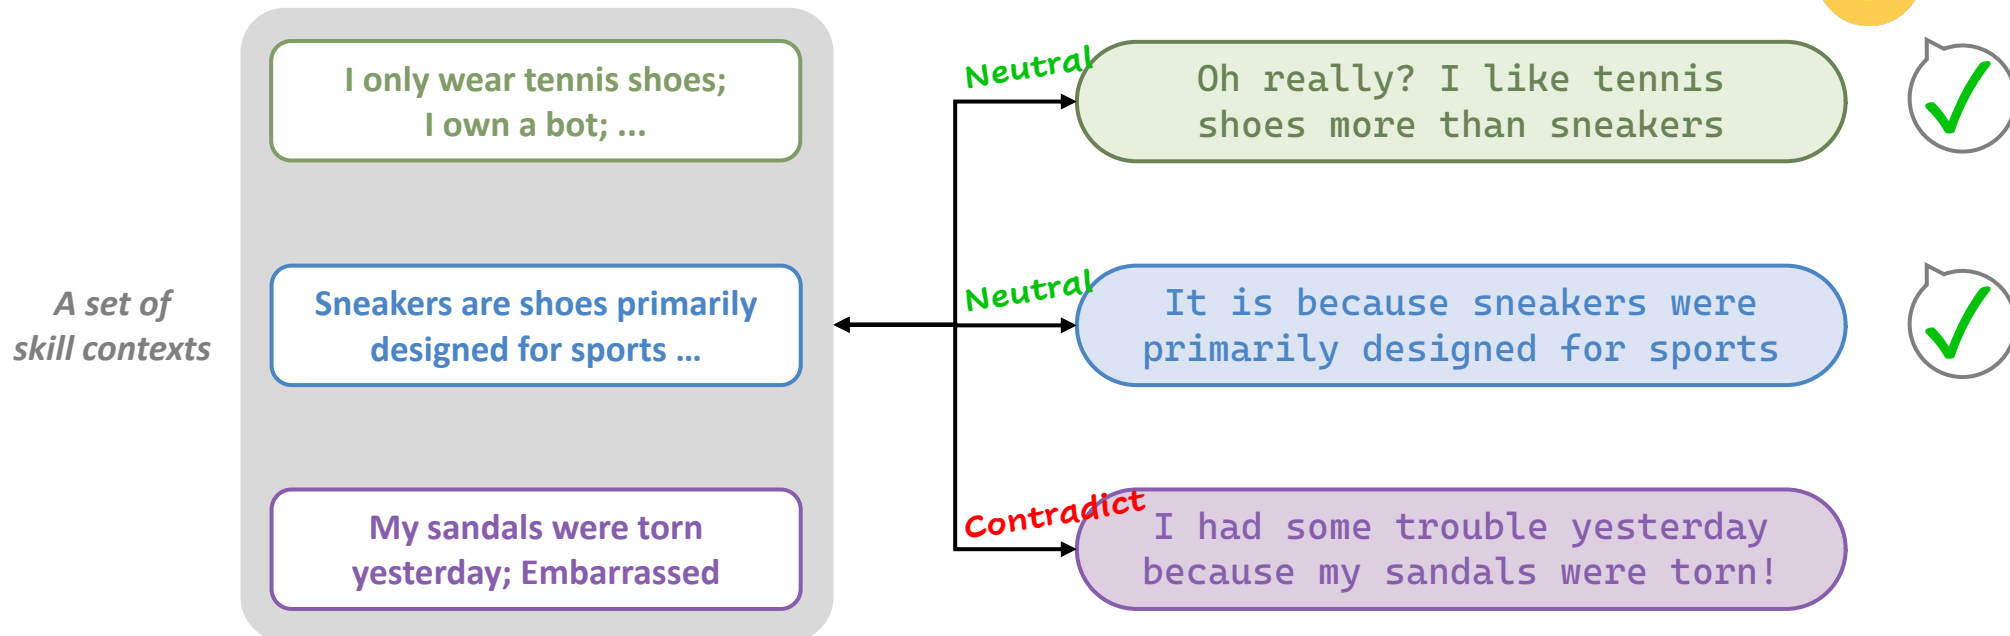 A set of
skill contexts
I only wear tennis shoes;
I own a bot; ...
Sneakers are shoes primarily
designed for sports ...
My sandals were torn
yesterday; Embarrassed
Neutral
Oh really? I like tennis
shoes more than sneakers
Neutral
It is because sneakers were
primarily designed for sports
Contradict
I had some trouble yesterday
because my sandals were torn!